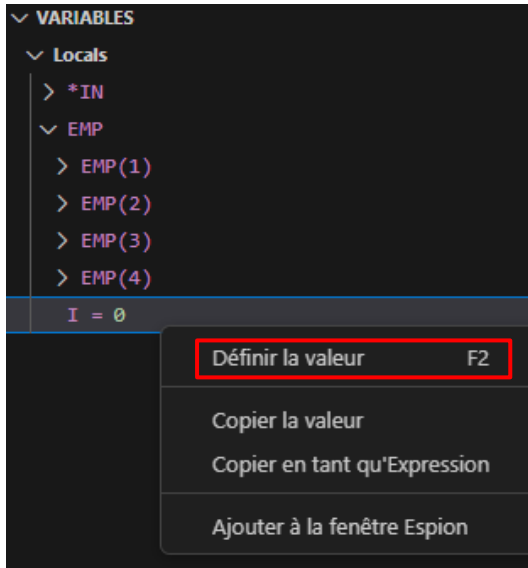 VARIABLES
Locals
*IN
EMP
EMP(1)
EMP(2)
EMP(3)
EMP(4)
I = 0
Définir la valeur F2
Copier la valeur
Copier en tant qu'Expression
Ajouter à la fenêtre Espion